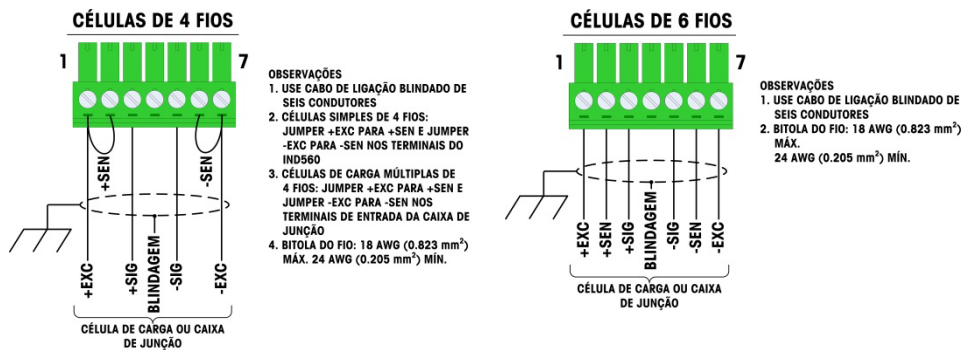 CÉLULAS DE 4 FIOS
1
7
+SEN
-SEN
+EXC
+SIG
BLINDAGEM
-SIG
-EXC
CÉLULA DE CARGA OU CAIXA
DE JUNÇÃO
OBSERVAÇÕES
1. USE CABO DE LIGAÇÃO BLINDADO DE
SEIS CONDUTORES
2. CÉLULAS SIMPLES DE 4 FIOS:
JUMPER +EXC PARA +SEN E JUMPER
-EXC PARA -SEN NOS TERMINAIS DO
IND560
3. CÉLULAS DE CARGA MÚLTIPLAS DE
4 FIOS: JUMPER +EXC PARA +SEN E
JUMPER -EXC PARA -SEN NOS
TERMINAIS DE ENTRADA DA CAIXA DE
JUNÇÃO
4. BITOLA DO FIO: 18 AWG (0.823 mm²)
MÁX. 24 AWG (0.205 mm²) MÍN.
CÉLULAS DE 6 FIOS
1
7
+EXC
+SEN
+SIG
BLINDAGEM
-SIG
-SEN
-EXC
CÉLULA DE CARGA OU CAIXA
DE JUNÇÃO
OBSERVAÇÕES
1. USE CABO DE LIGAÇÃO BLINDADO DE
SEIS CONDUTORES
2. BITOLA DO FIO: 18 AWG (0.823 mm²)
MÁX.
24 AWG (0.205 mm²) MÍN.